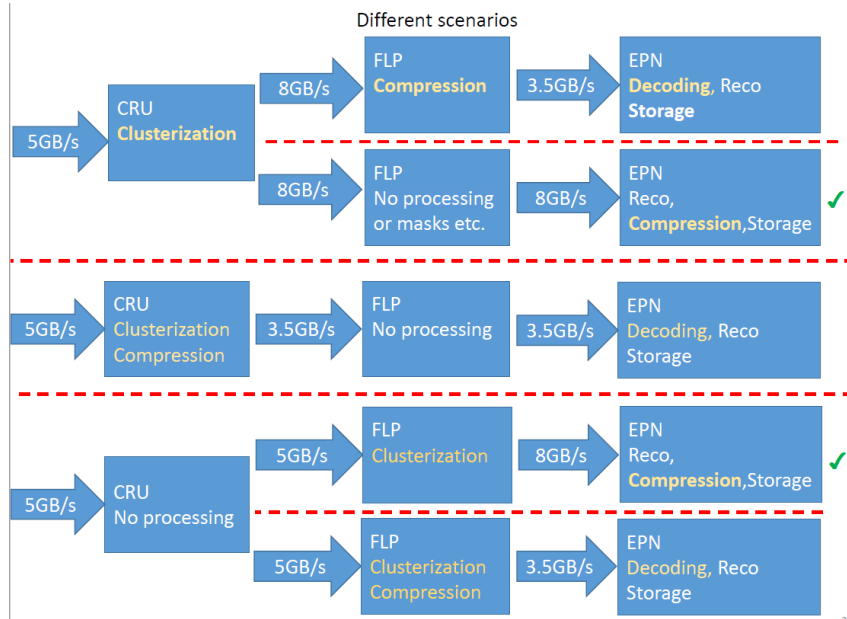 Different scenarios
5GB/s
CRU
Clusterization
8GB/s
FLP
Compression
3.5GB/s
EPN
Decoding, Reco
Storage
8GB/s
FLP
No processing
or masks etc.
8GB/s
EPN
Reco,
Compression,Storage
✓
5GB/s
CRU
Clusterization
Compression
3.5GB/s
FLP
No processing
3.5GB/s
EPN
Decoding, Reco
Storage
5GB/s
CRU
No processing
5GB/s
FLP
Clusterization
8GB/s
EPN
Reco,
Compression,Storage
✓
5GB/s
FLP
Clusterization
Compression
3.5GB/s
EPN
Decoding, Reco
Storage